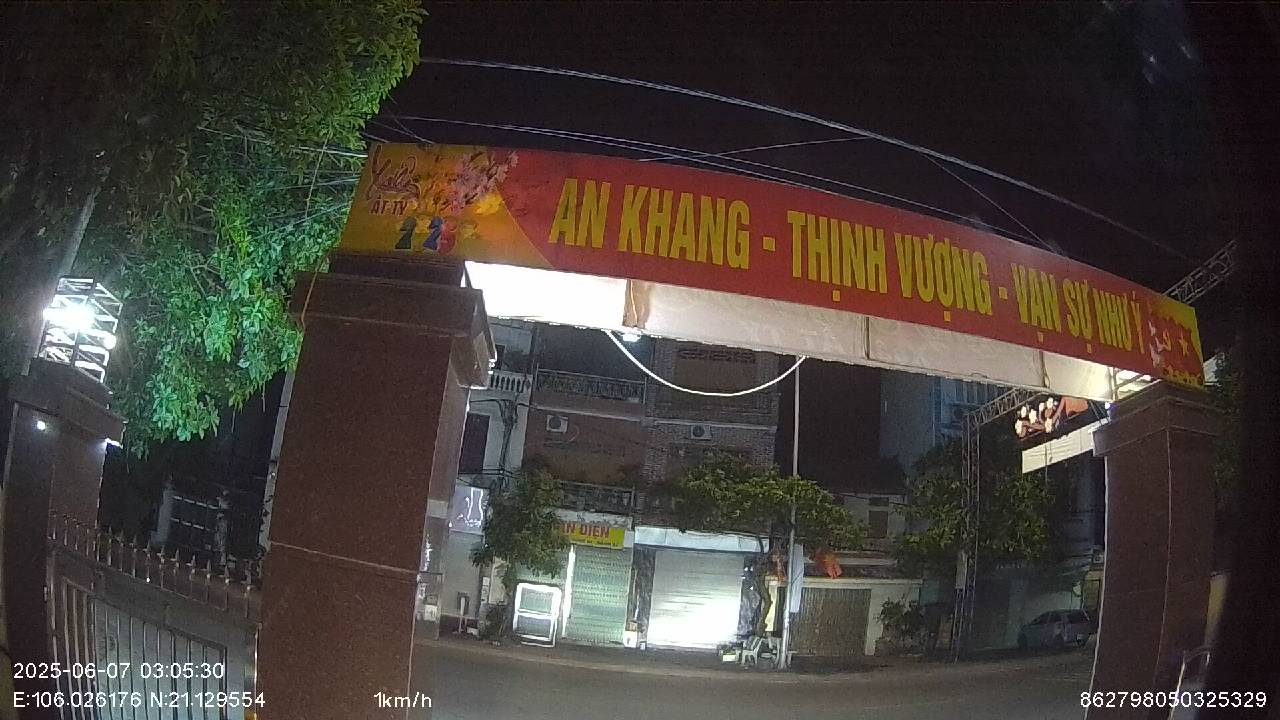 ẤT TỴ
2025
AN KHANG - THỊNH VƯỢNG - VẠN SỰ NHƯ Ý
2025-06-07 03:05:30
E:106.026176 N:21.129554
1km/h
862798050325329